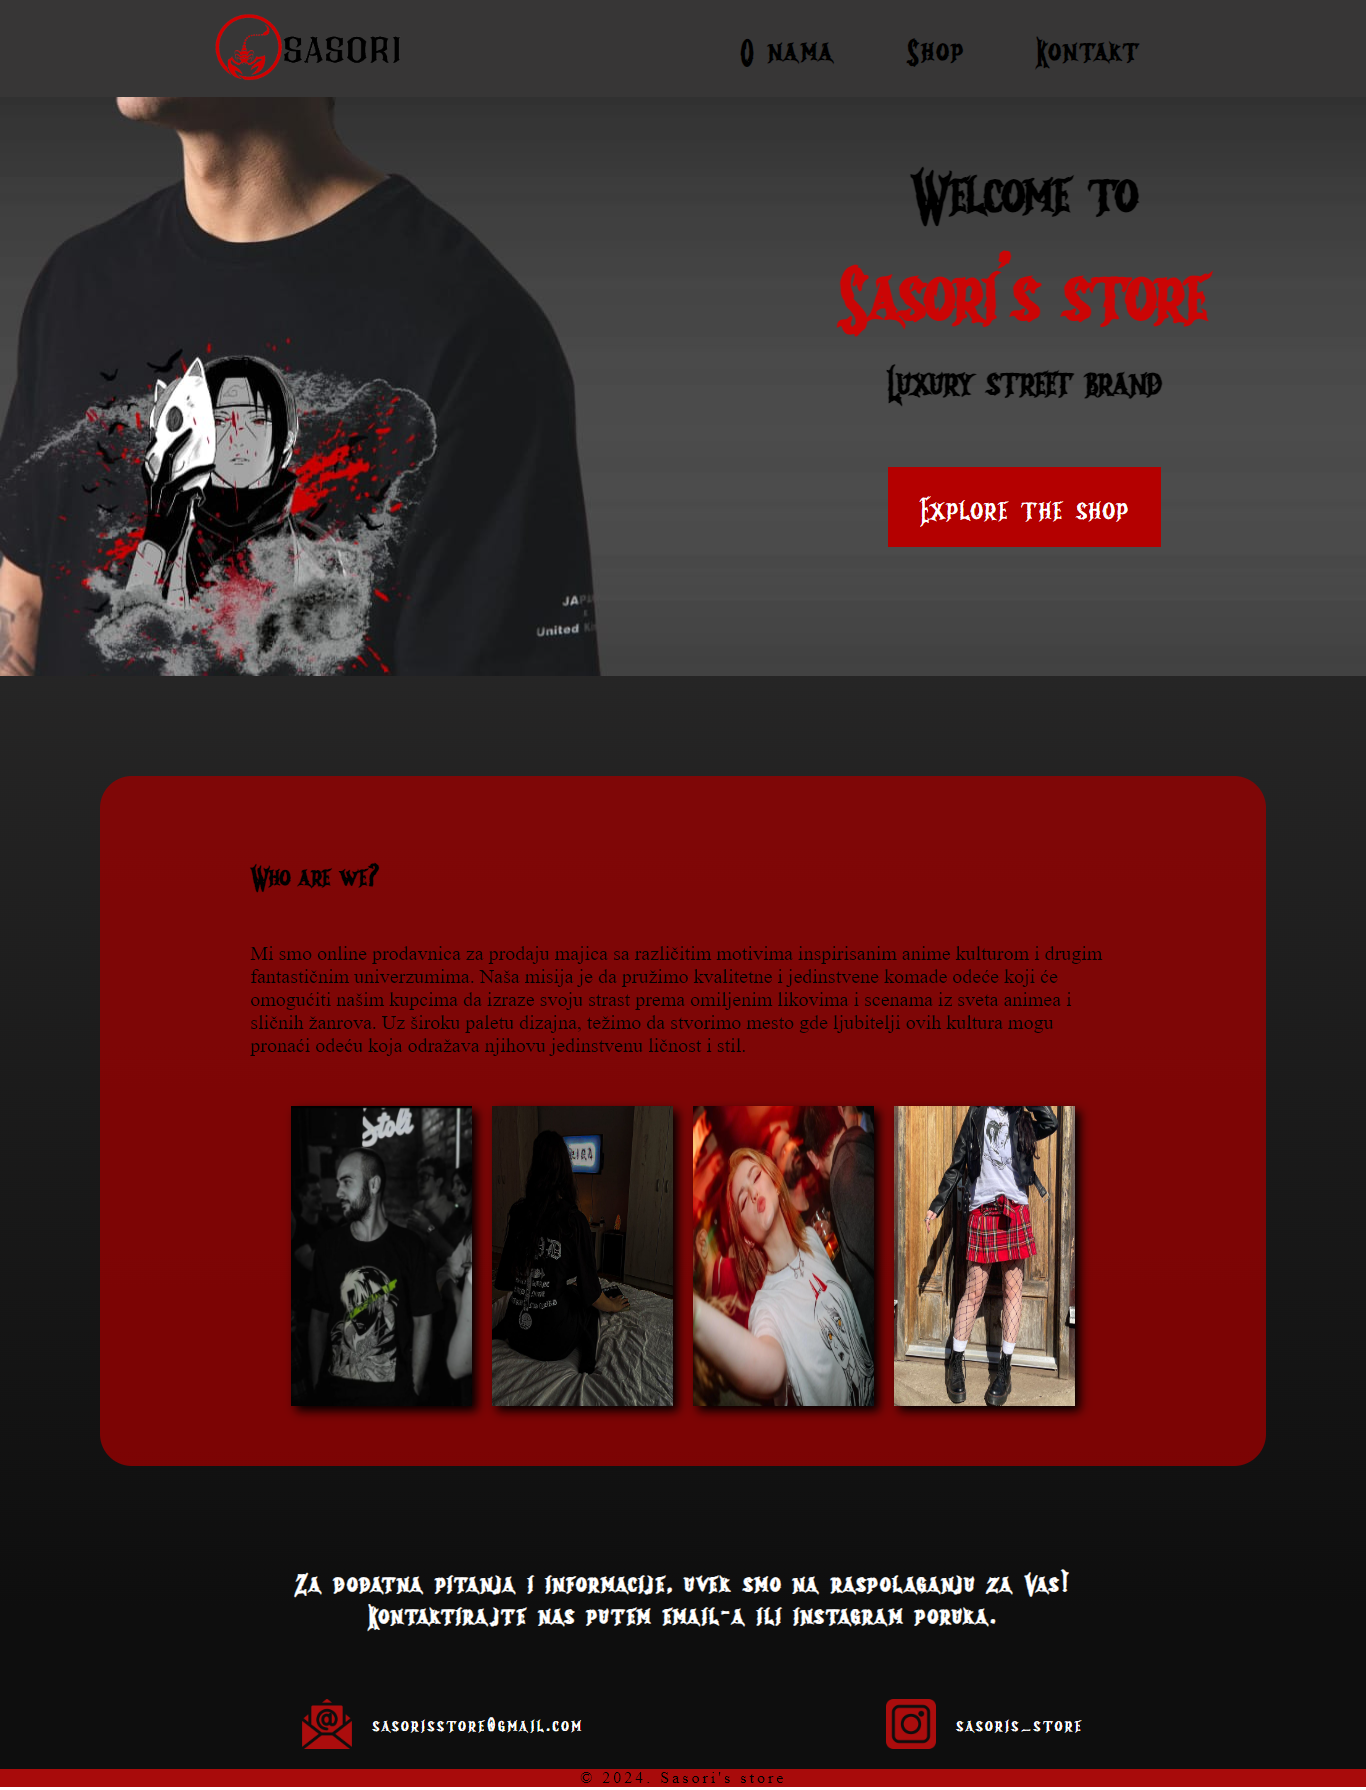 SASORI
O nama
Shop
Kontakt
Welcome to
Sasori's store
Luxury street brand
Explore the shop
JAP
United
Who are we?
Mi smo online prodavnica za prodaju majica sa različitim motivima inspirisanim anime kulturom i drugim
fantastičnim univerzumima. Naša misija je da pružimo kvalitetne i jedinstvene komade odeće koji će
omogućiti našim kupcima da izraze svoju strast prema omiljenim likovima i scenama iz sveta animea i
sličnih žanrova. Uz široku paletu dizajna, težimo da stvorimo mesto gde ljubitelji ovih kultura mogu
pronaći odeću koja odražava njihovu jedinstvenu ličnost i stil.
Stoli
Za dodatna pitanja i informacije, uvek smo na raspolaganju za Vas!
Kontaktirajte nas putem email-a ili instagram poruka.
sasorisstore@gmail.com
sasoris_store
© 2024. Sasori's store